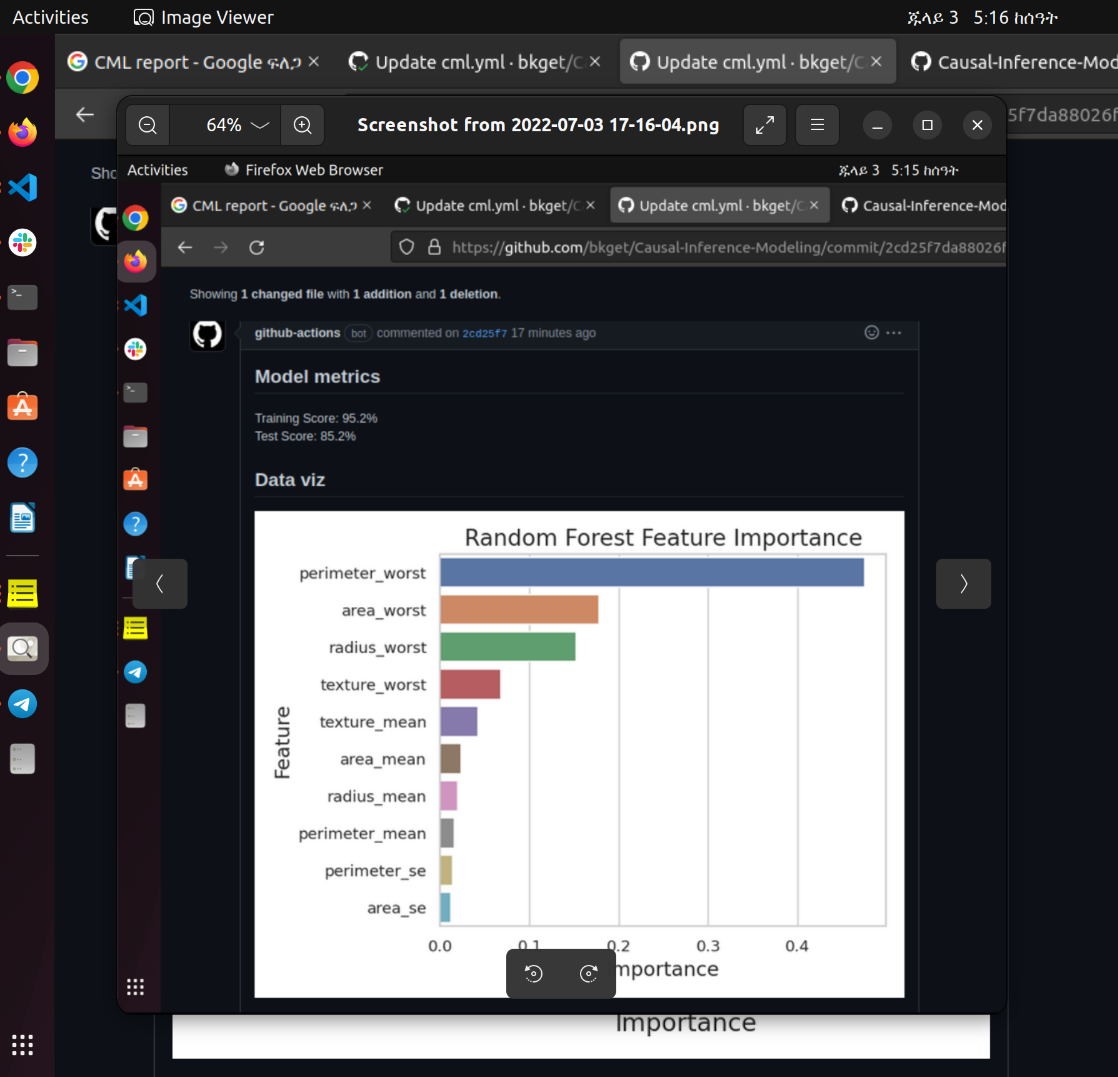 Activities Image Viewer ጁላይ 3 5:16 ከሰዓት
CML report - Google ፍለጋ × Update cml.yml · bkget/C × Update cml.yml · bkget/C × Causal-Inference-Mod
5f7da88026f
Sho
64% Screenshot from 2022-07-03 17-16-04.png
Activities Firefox Web Browser ጁላይ 3 5:15 ከሰዓት
CML report - Google ፍለጋ × Update cml.yml · bkget/C × Update cml.yml · bkget/C × Causal-Inference-Mod
https://github.com/bkget/Causal-Inference-Modeling/commit/2cd25f7da88026f
Showing 1 changed file with 1 addition and 1 deletion.
github-actions bot commented on 2cd25f7 17 minutes ago
Model metrics
Training Score: 95.2%
Test Score: 85.2%
Data viz
Random Forest Feature Importance
perimeter_worst
area_worst
radius_worst
texture_worst
texture_mean
area_mean
radius_mean
perimeter_mean
perimeter_se
area_se
Feature
0.0 0.1 0.2 0.3 0.4
mportance
Importance